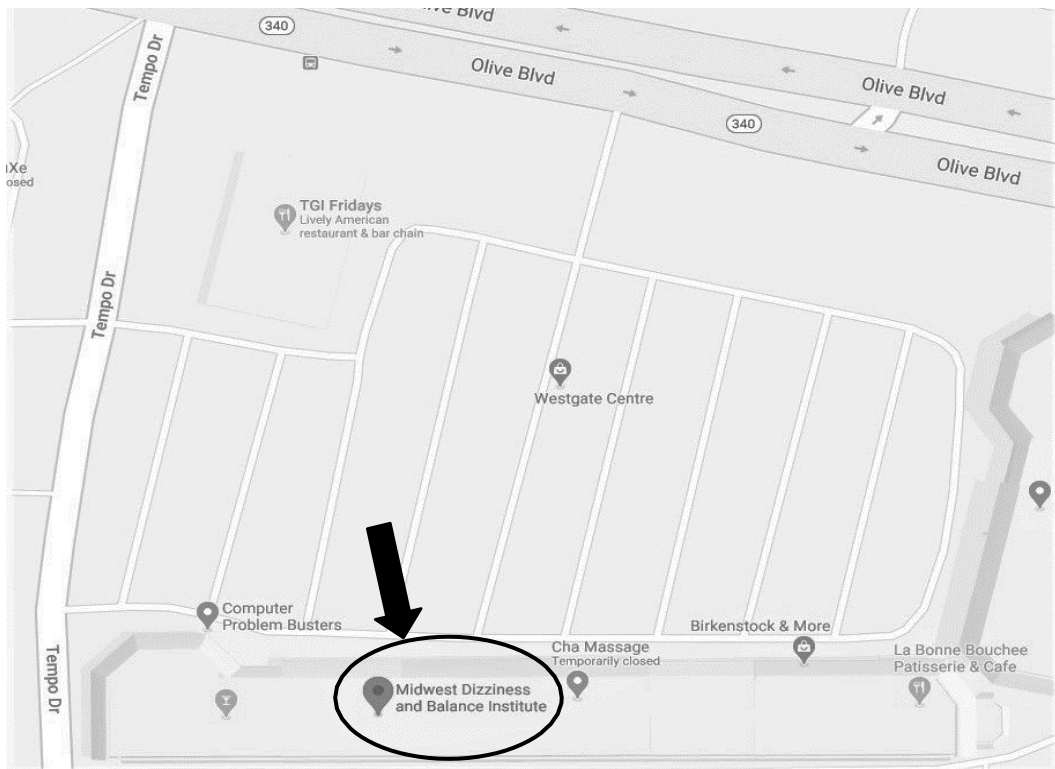 340
Blvd
Tempo Dr
Olive Blvd
Olive Blvd
340
Olive Blvd
osed
TGI Fridays
Lively American
restaurant & bar chain
Tempo Dr
Westgate Centre
Computer
Problem Busters
Birkenstock & More
Cha Massage
Temporarily closed
La Bonne Bouchee
Patisserie & Cafe
Tempo Dr
Midwest Dizziness
and Balance Institute